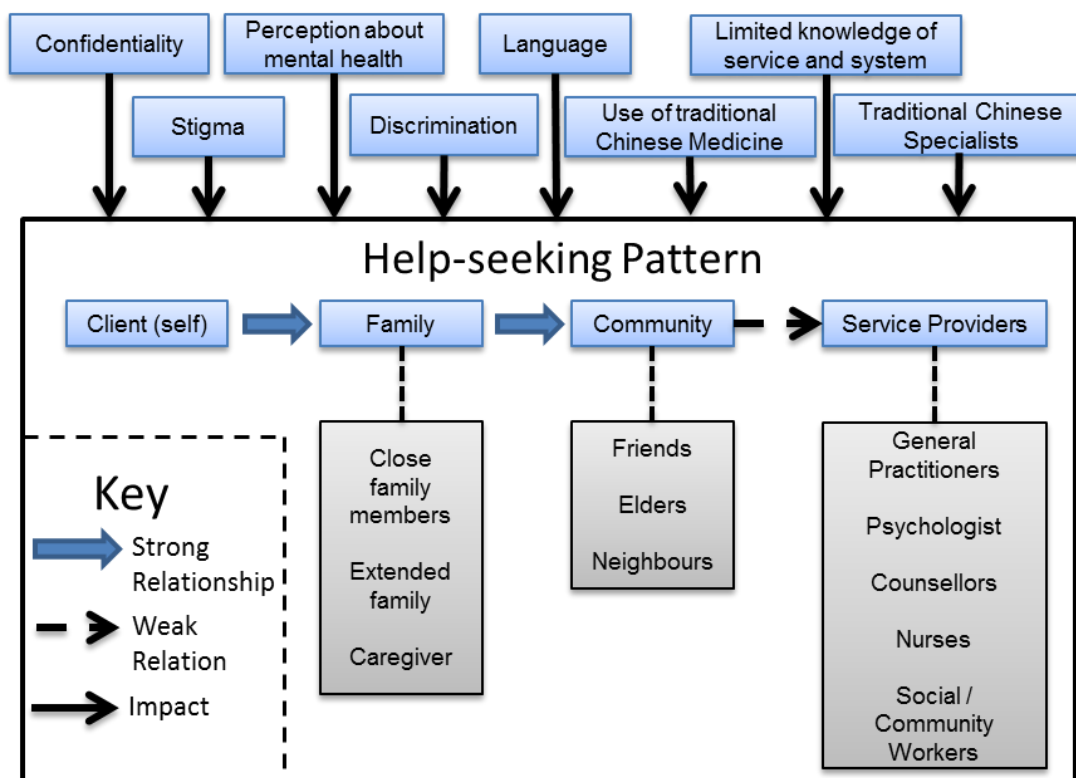 Confidentiality
Perception about
mental health
Language
Limited knowledge of
service and system
Stigma
Discrimination
Use of traditional
Chinese Medicine
Traditional Chinese
Specialists
Help-seeking Pattern
Client (self)
Family
Community
Service Providers
Close
family
members
Extended
family
Caregiver
Friends
Elders
Neighbours
General
Practitioners
Psychologist
Counsellors
Nurses
Social /
Community
Workers
Key
Strong
Relationship
Weak
Relation
Impact